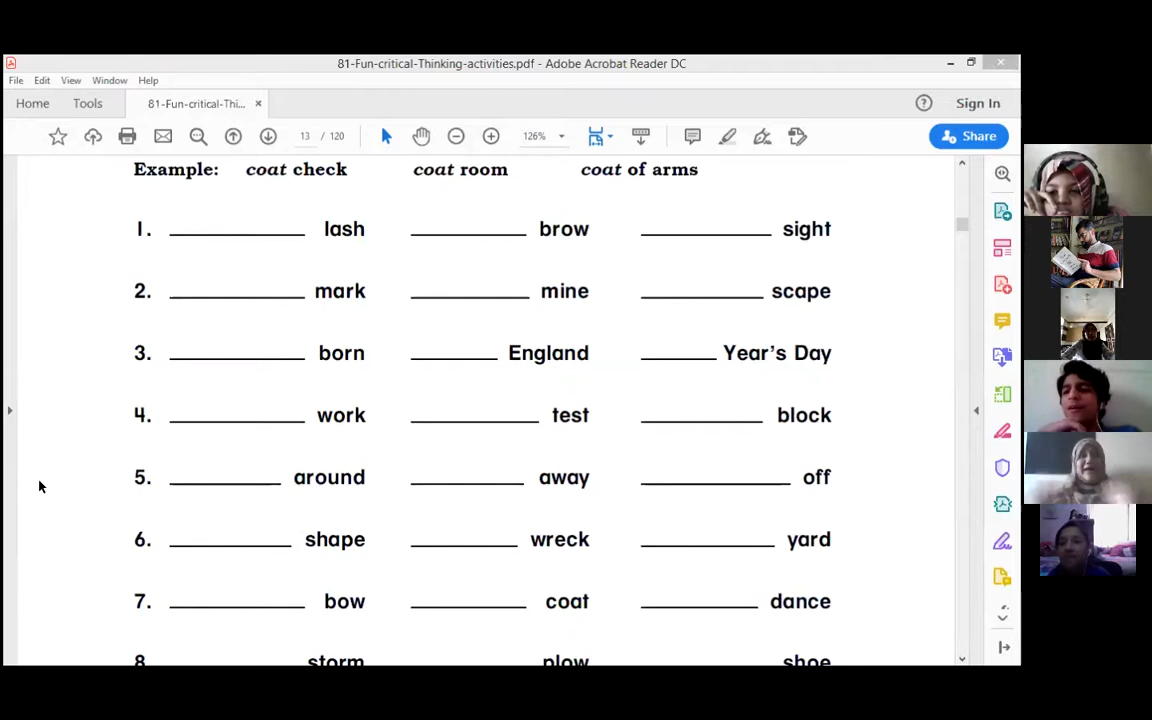 81-Fun-critical-Thinking-activities.pdf - Adobe Acrobat Reader DC
File Edit View Window Help
Home Tools 81-Fun-critical-Thi... × Sign In
13 / 120 126% Share
Example: coat check coat room coat of arms
1. lash brow sight
2. mark mine scape
3. born England Year's Day
4. work test block
5. around away off
6. shape wreck yard
7. bow coat dance
8. storm plow shoe